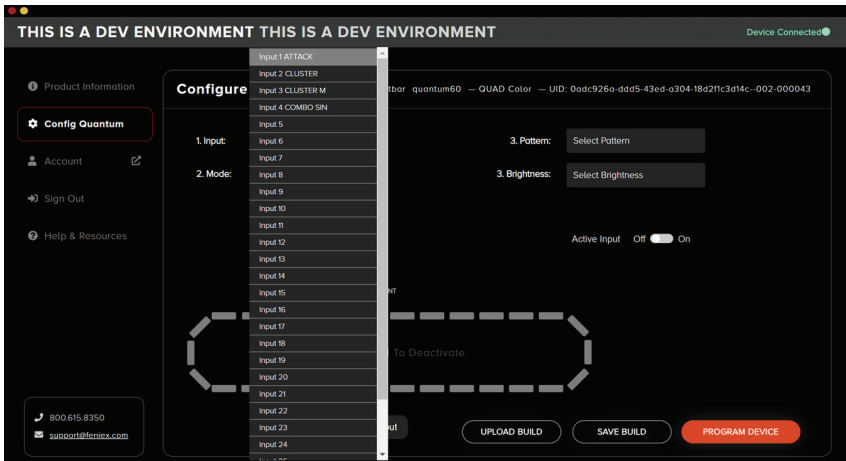 THIS IS A DEV ENVIRONMENT THIS IS A DEV ENVIRONMENT
Device Connected
Product Information
Config Quantum
Account
Sign Out
Help & Resources
800.615.8350
support@feniex.com
Configure
quantum60 — QUAD Color — UID: 0adc926a-ddd5-43ed-a304-18d2f1c3d14c--002-000043
1. Input:
2. Mode:
Input 1 ATTACK
Input 2 CLUSTER
Input 3 CLUSTER M
Input 4 COMBO SIN
Input 5
Input 6
Input 7
Input 8
Input 9
Input 10
Input 11
Input 12
Input 13
Input 14
Input 15
Input 16
Input 17
Input 18
Input 19
Input 20
Input 21
Input 22
Input 23
Input 24
3. Pattern:
Select Pattern
3. Brightness:
Select Brightness
Active Input Off On
To Deactivate
UPLOAD BUILD
SAVE BUILD
PROGRAM DEVICE